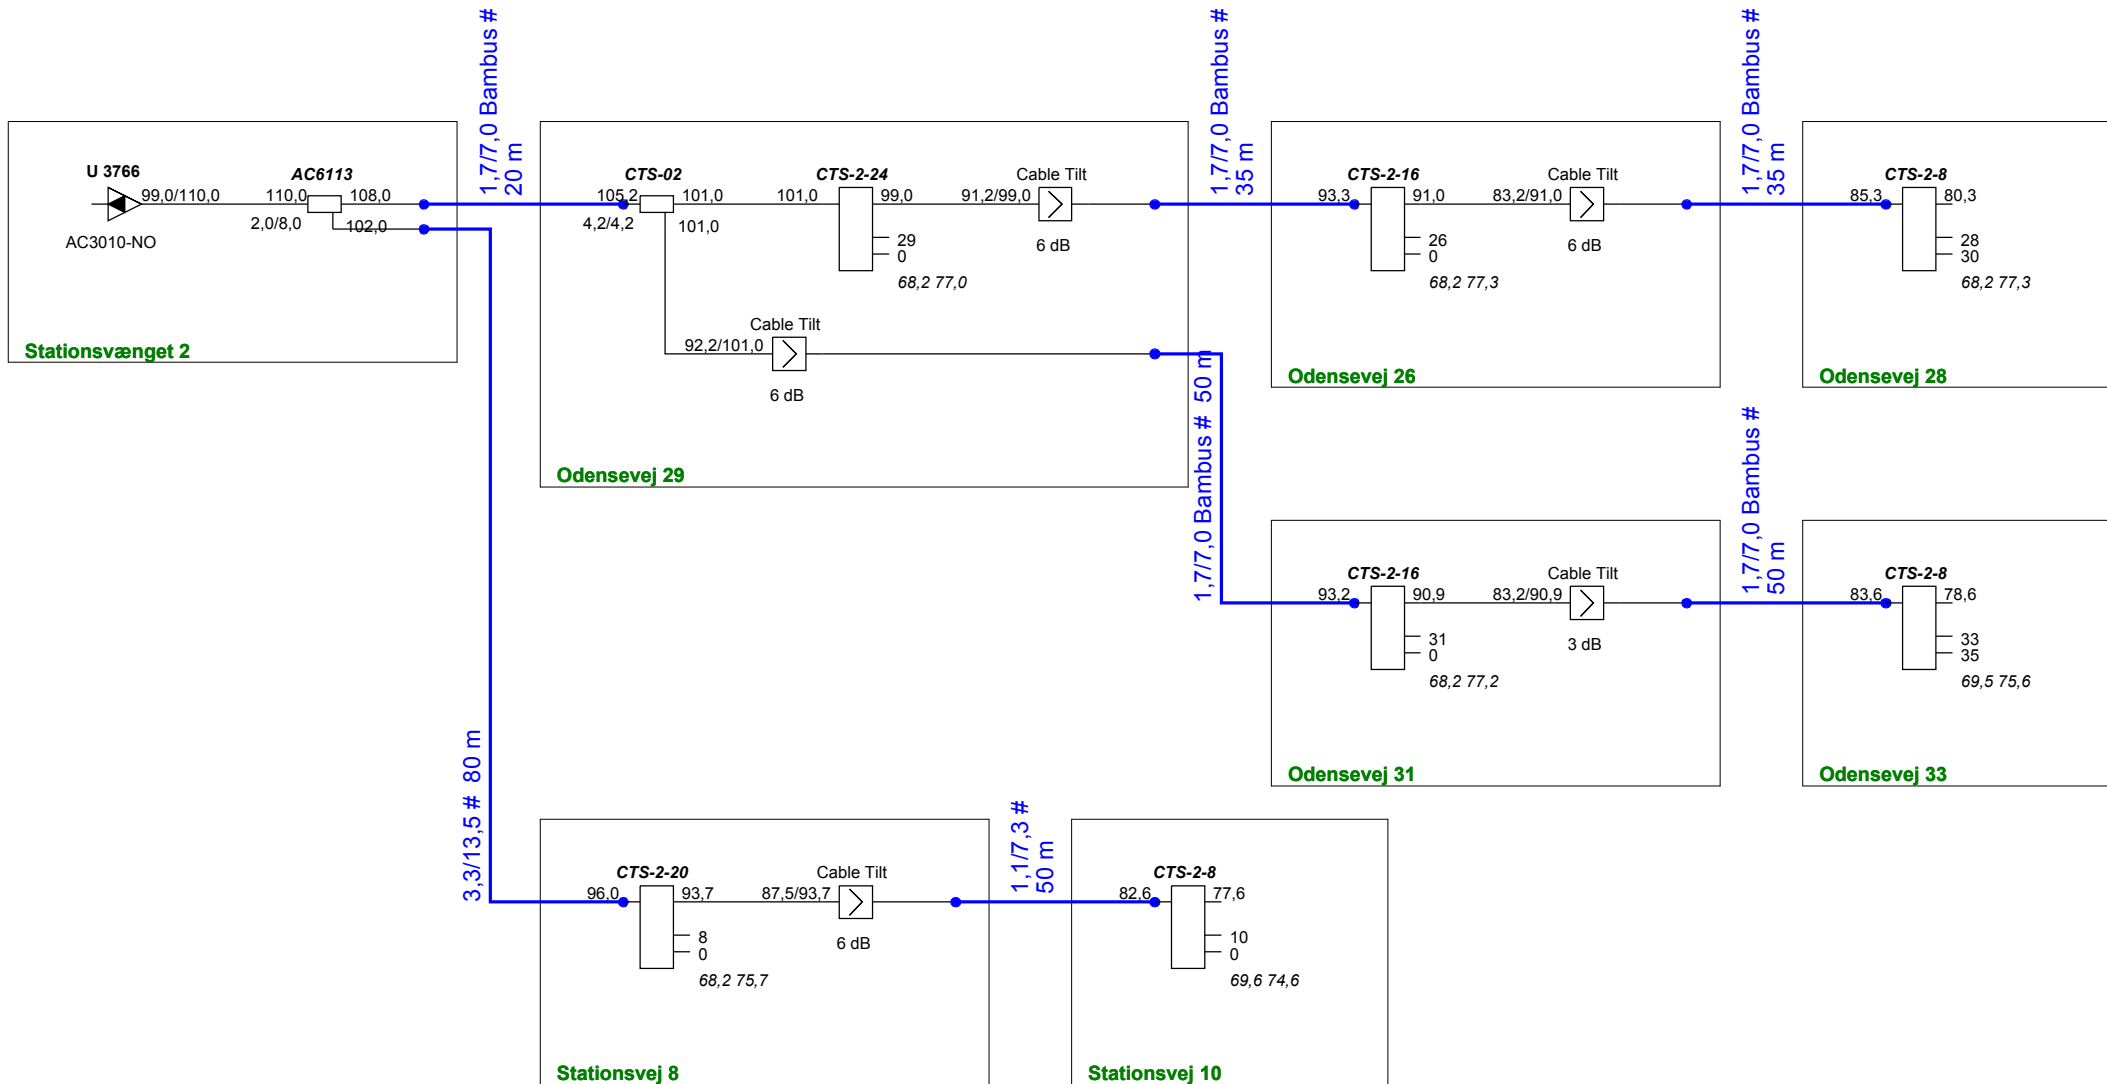 1,7/7,0 Bambus #
20 m
1,7/7,0 Bambus #
35 m
1,7/7,0 Bambus #
35 m
U 3766
99,0/110,0
AC3010-NO
AC6113
110,0
108,0
2,0/8,0
102,0
Stationsvænget 2
CTS-02
105,2
101,0
4,2/4,2
101,0
CTS-2-24
101,0
99,0
29
0
68,2 77,0
Cable Tilt
91,2/99,0
6 dB
Cable Tilt
92,2/101,0
6 dB
Odensevej 29
CTS-2-16
93,3
91,0
26
0
68,2 77,3
Cable Tilt
83,2/91,0
6 dB
Odensevej 26
CTS-2-8
85,3
80,3
28
30
68,2 77,3
Odensevej 28
1,7/7,0 Bambus # 50 m
1,7/7,0 Bambus #
50 m
CTS-2-16
93,2
90,9
31
0
68,2 77,2
Cable Tilt
83,2/90,9
3 dB
Odensevej 31
CTS-2-8
83,6
78,6
33
35
69,5 75,6
Odensevej 33
3,3/13,5 # 80 m
1,1/7,3 #
50 m
CTS-2-20
96,0
93,7
8
0
68,2 75,7
Cable Tilt
87,5/93,7
6 dB
Stationsvej 8
CTS-2-8
82,6
77,6
10
0
69,6 74,6
Stationsvej 10